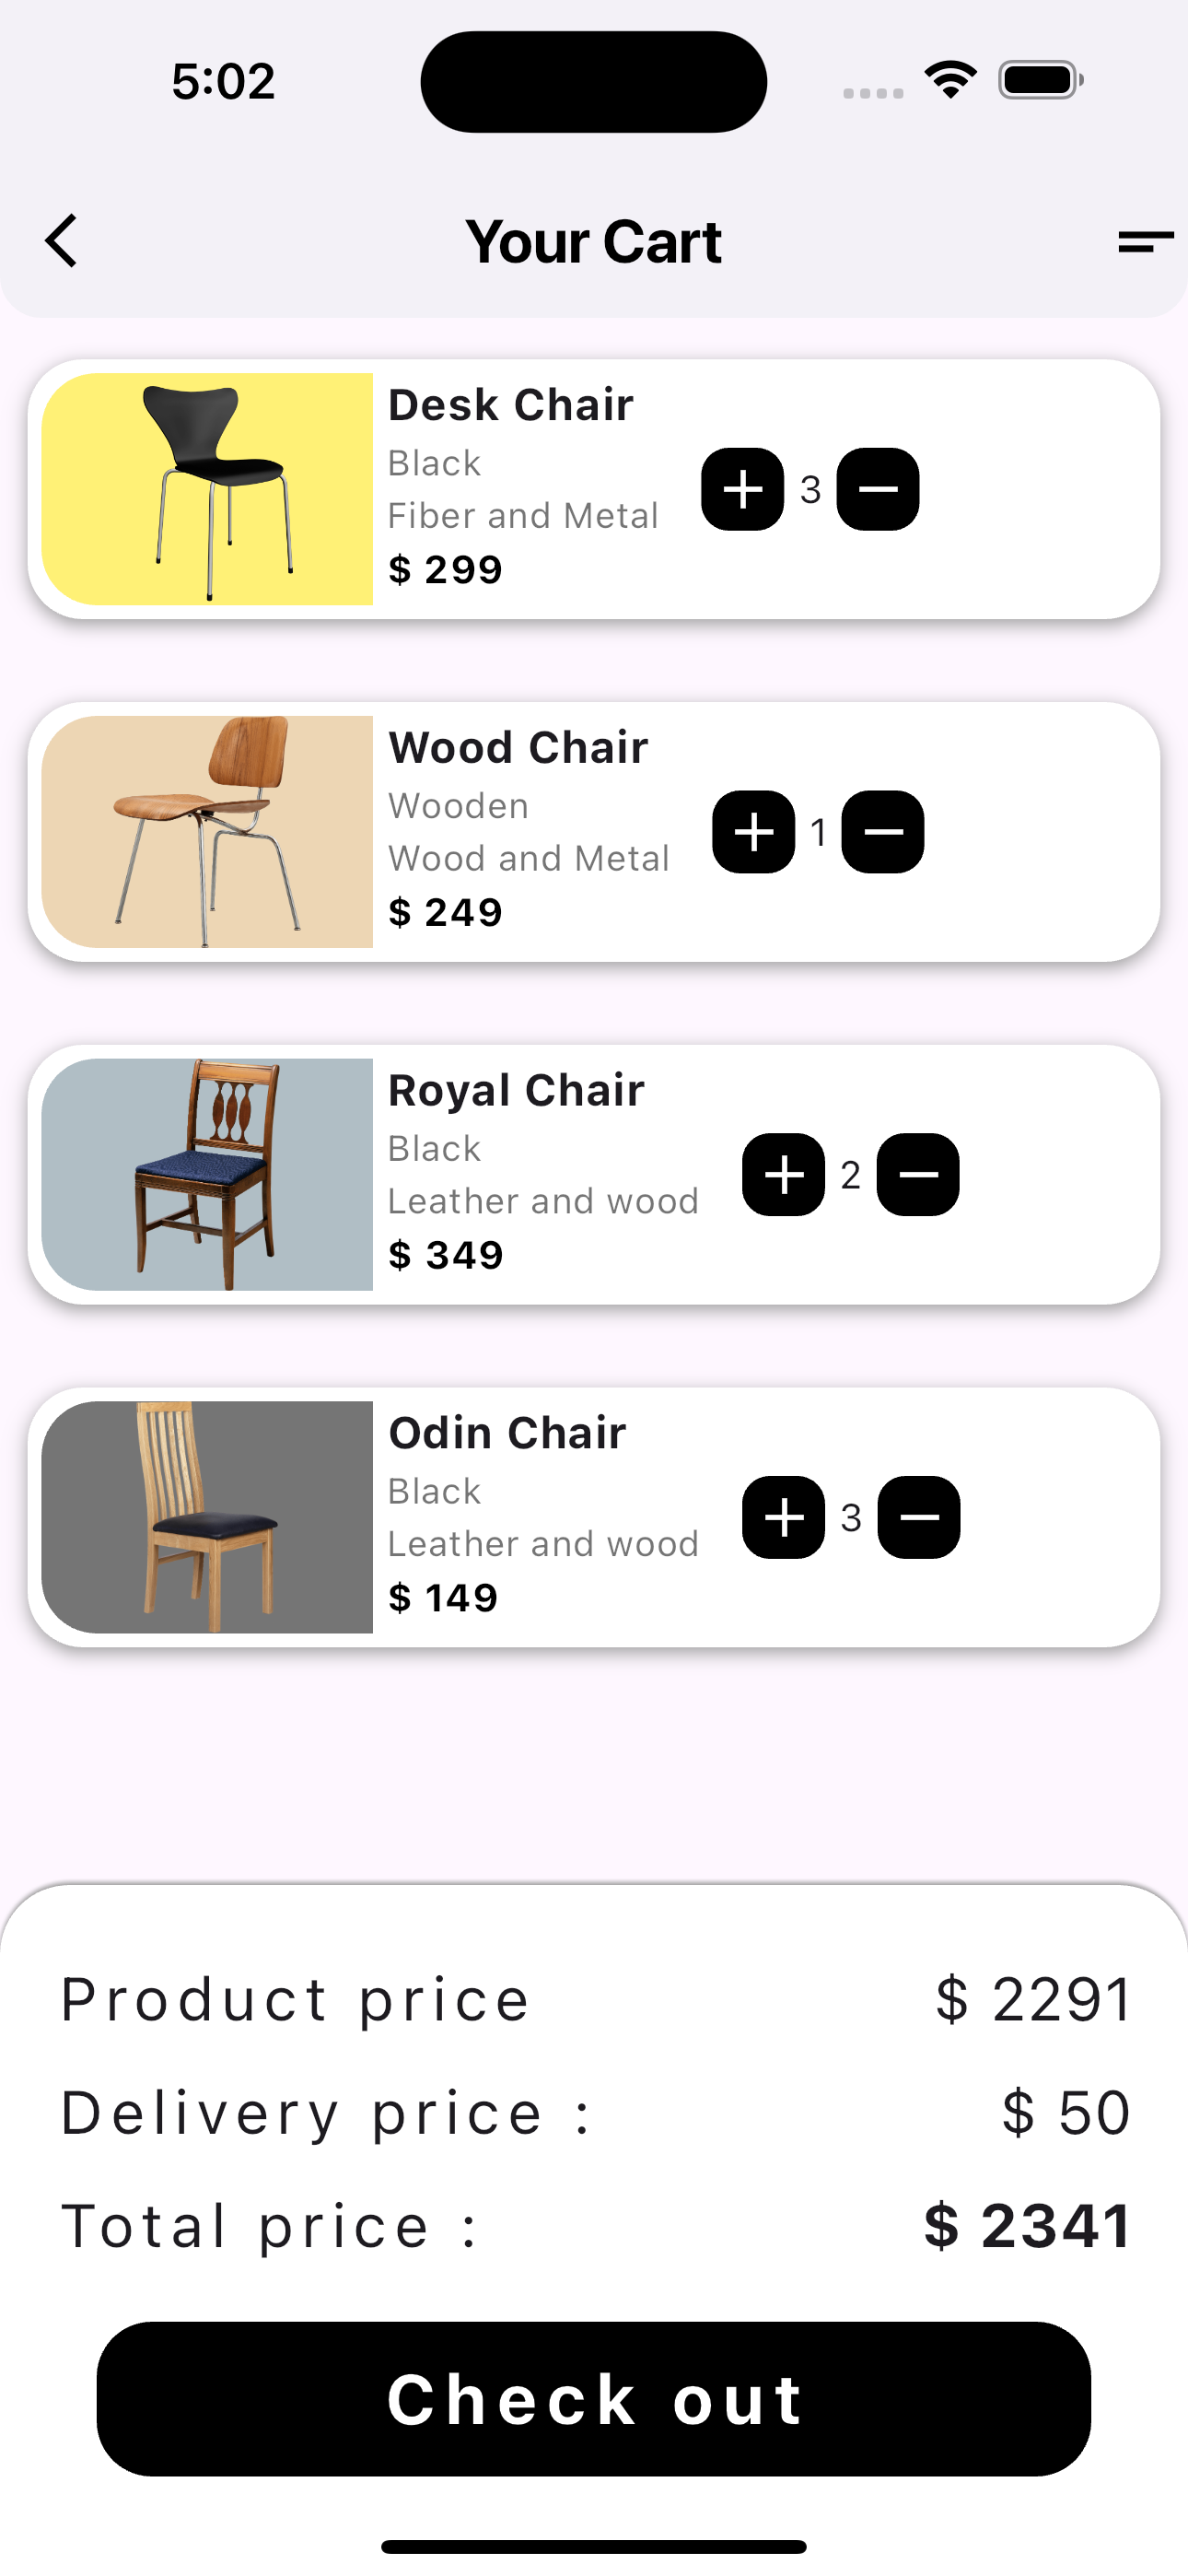 5:02
Your Cart
Desk Chair
Black
Fiber and Metal
$ 299
3
Wood Chair
Wooden
Wood and Metal
$ 249
1
Royal Chair
Black
Leather and wood
$ 349
2
Odin Chair
Black
Leather and wood
$ 149
3
Product price $ 2291
Delivery price : $ 50
Total price : $ 2341
Check out